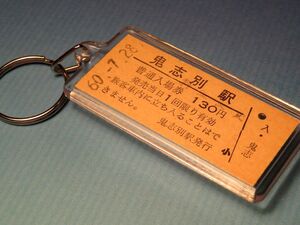 60.-7.28
鬼志別駅
普通入場券 130円
発売当日1回限り有効
旅客車内に立ち入ることはで
きません。
鬼志別駅発行
小
入・鬼志